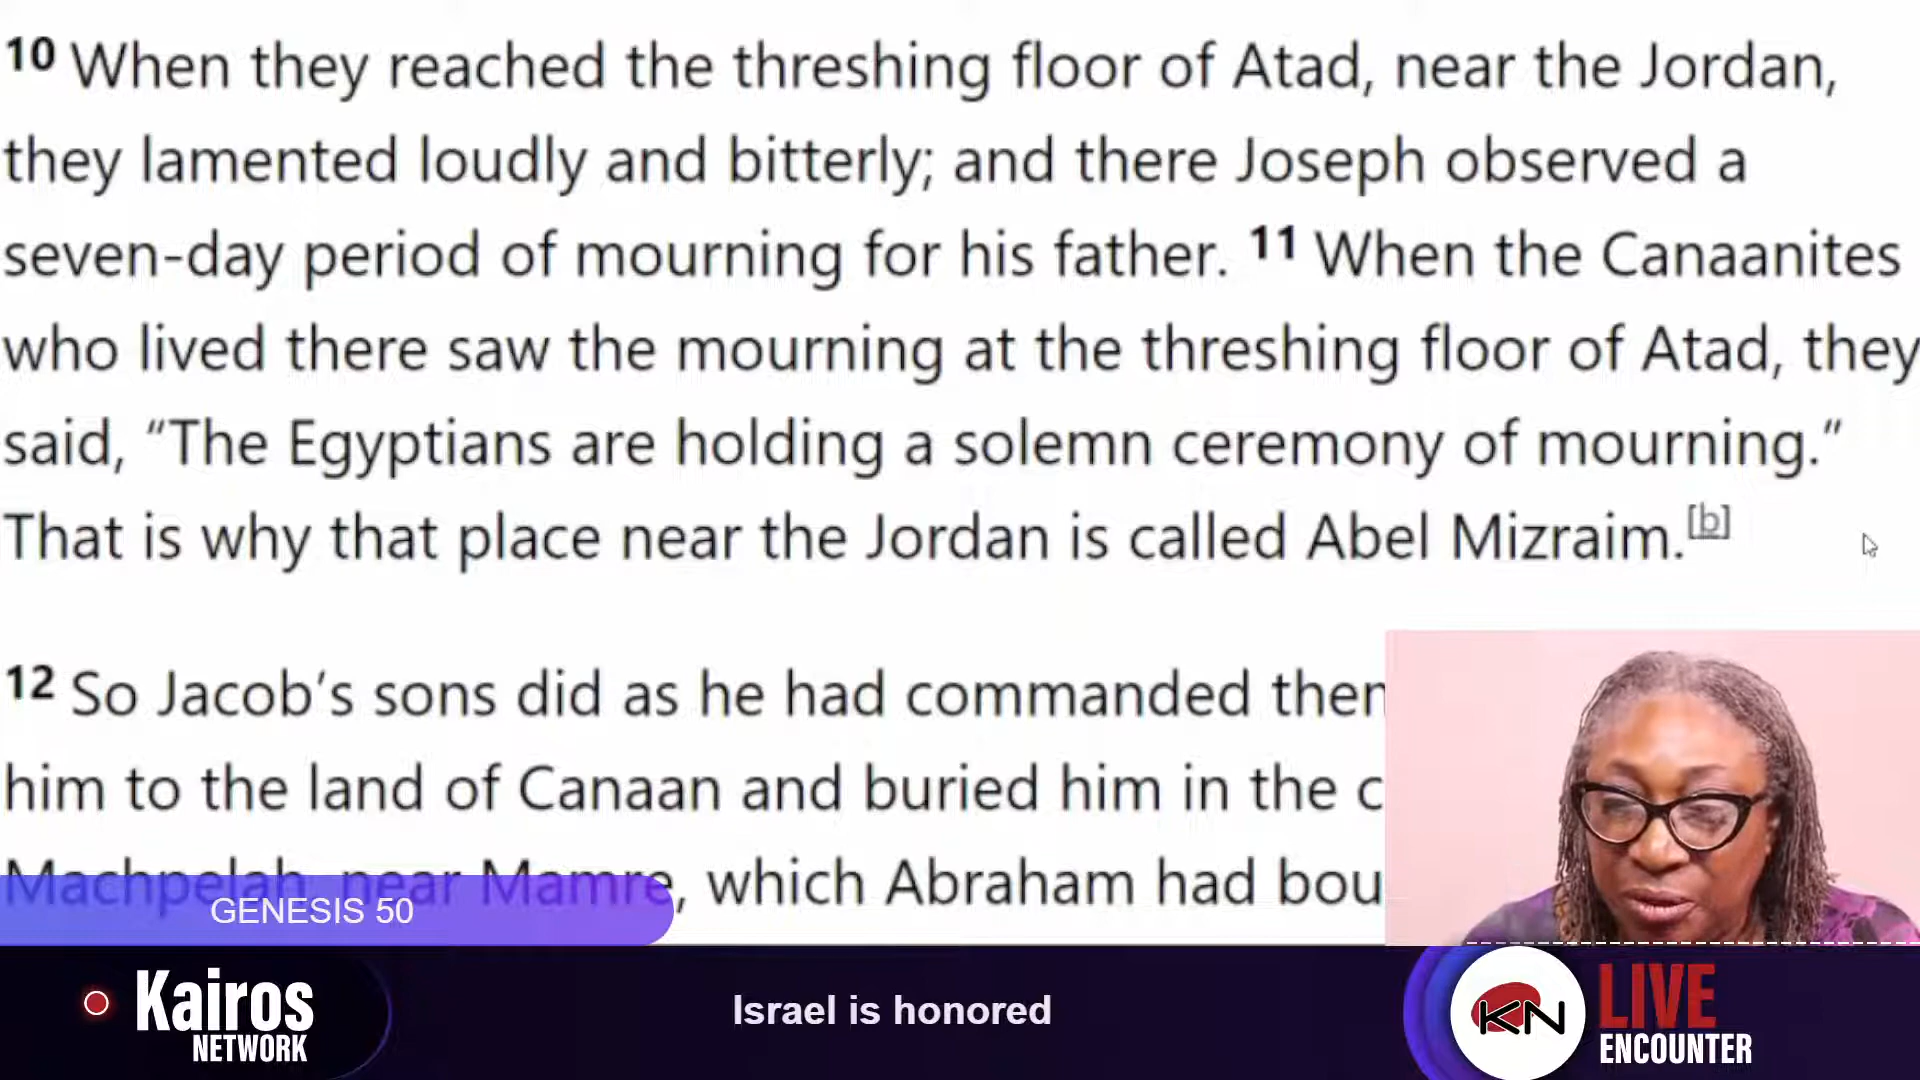 10 When they reached the threshing floor of Atad, near the Jordan,
they lamented loudly and bitterly; and there Joseph observed a
seven-day period of mourning for his father. 11 When the Canaanites
who lived there saw the mourning at the threshing floor of Atad, they
said, “The Egyptians are holding a solemn ceremony of mourning.”
That is why that place near the Jordan is called Abel Mizraim.[b]
12 So Jacob’s sons did as he had commanded
him to the land of Canaan and buried him in the
Machpelah, near Mamre, which Abraham had
GENESIS 50
Kairos
NETWORK
Israel is honored
KN
LIVE
ENCOUNTER